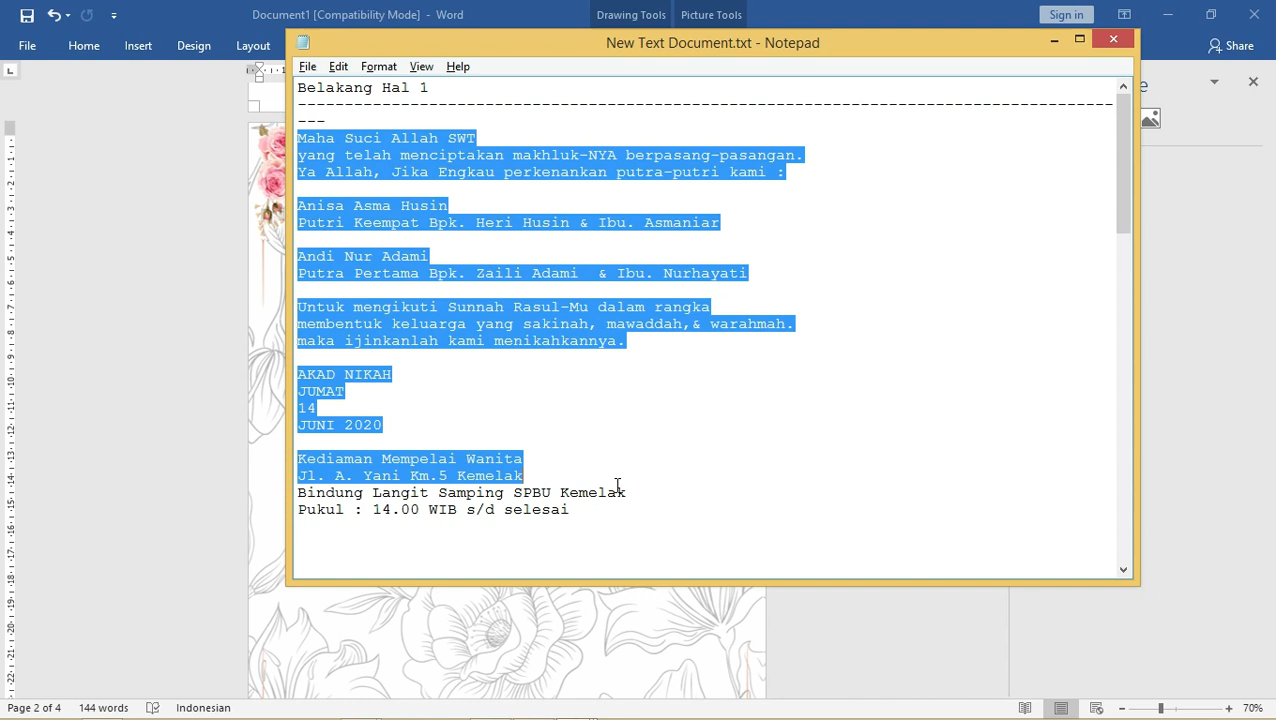 Document1 [Compatibility Mode] - Word
Drawing Tools
Picture Tools
Sign in
File
Home
Insert
Design
Layout
Share
New Text Document.txt - Notepad
File Edit Format View Help
Belakang Hal 1
---------------------------------------------------------------------------------------
---
Maha Suci Allah SWT
yang telah menciptakan makhluk-NYA berpasang-pasangan.
Ya Allah, Jika Engkau perkenankan putra-putri kami :
Anisa Asma Husin
Putri Keempat Bpk. Heri Husin & Ibu. Asmaniar
Andi Nur Adami
Putra Pertama Bpk. Zaili Adami  & Ibu. Nurhayati
Untuk mengikuti Sunnah Rasul-Mu dalam rangka
membentuk keluarga yang sakinah, mawaddah,& warahmah.
maka ijinkanlah kami menikahkannya.
AKAD NIKAH
JUMAT
14
JUNI 2020
Kediaman Mempelai Wanita
Jl. A. Yani Km.5 Kemelak
Bindung Langit Samping SPBU Kemelak
Pukul : 14.00 WIB s/d selesai
Page 2 of 4
144 words
Indonesian
70%